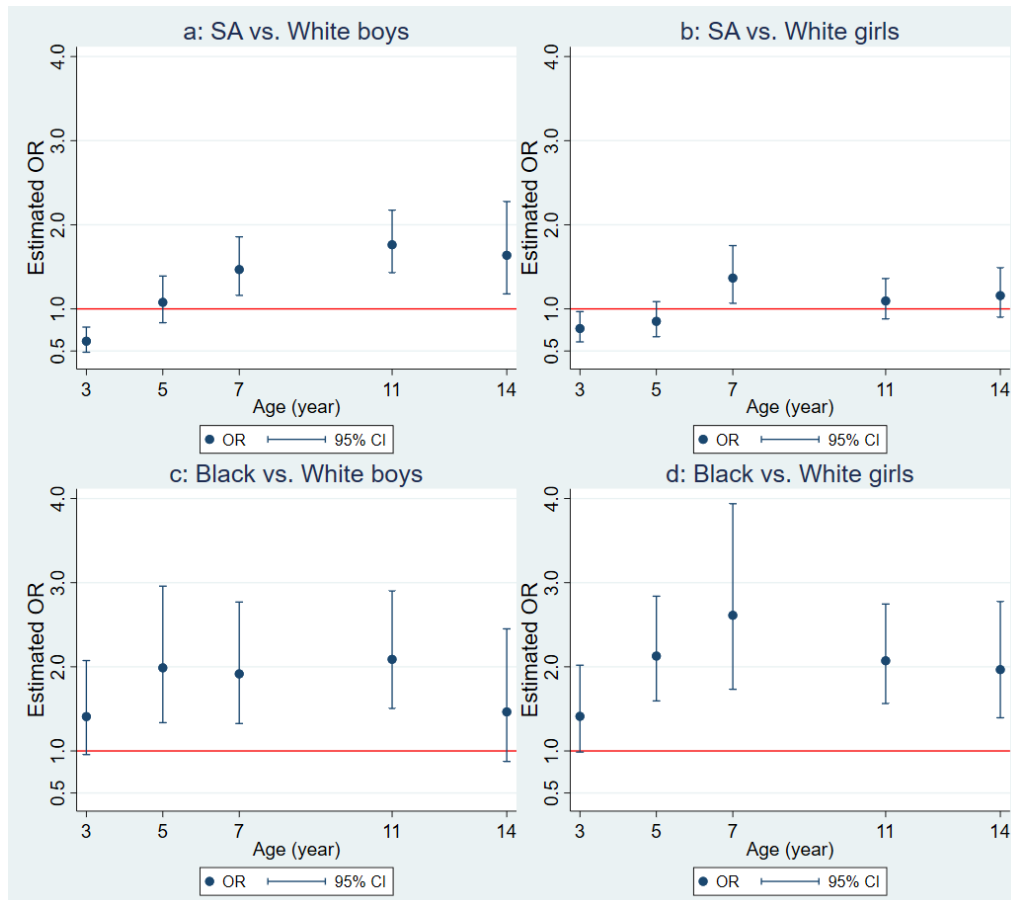 a: SA vs. White boys
Estimated OR
4.0
3.0
2.0
1.0
0.5
3 5 7 11 14
Age (year)
OR 95% CI
b: SA vs. White girls
Estimated OR
4.0
3.0
2.0
1.0
0.5
3 5 7 11 14
Age (year)
OR 95% CI
c: Black vs. White boys
Estimated OR
4.0
3.0
2.0
1.0
0.5
3 5 7 11 14
Age (year)
OR 95% CI
d: Black vs. White girls
Estimated OR
4.0
3.0
2.0
1.0
0.5
3 5 7 11 14
Age (year)
OR 95% CI